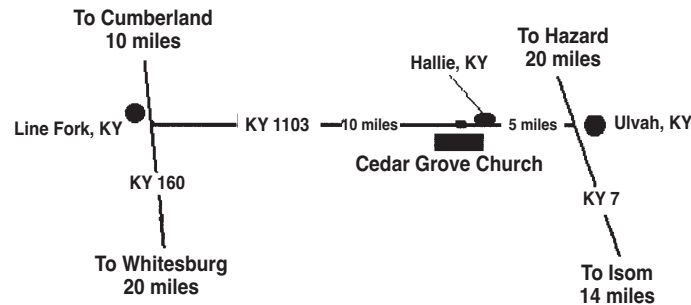 To Cumberland
10 miles
To Hazard
20 miles
Hallie, KY
Line Fork, KY
KY 1103
10 miles
5 miles
Ulvah, KY
Cedar Grove Church
KY 160
KY 7
To Whitesburg
20 miles
To Isom
14 miles